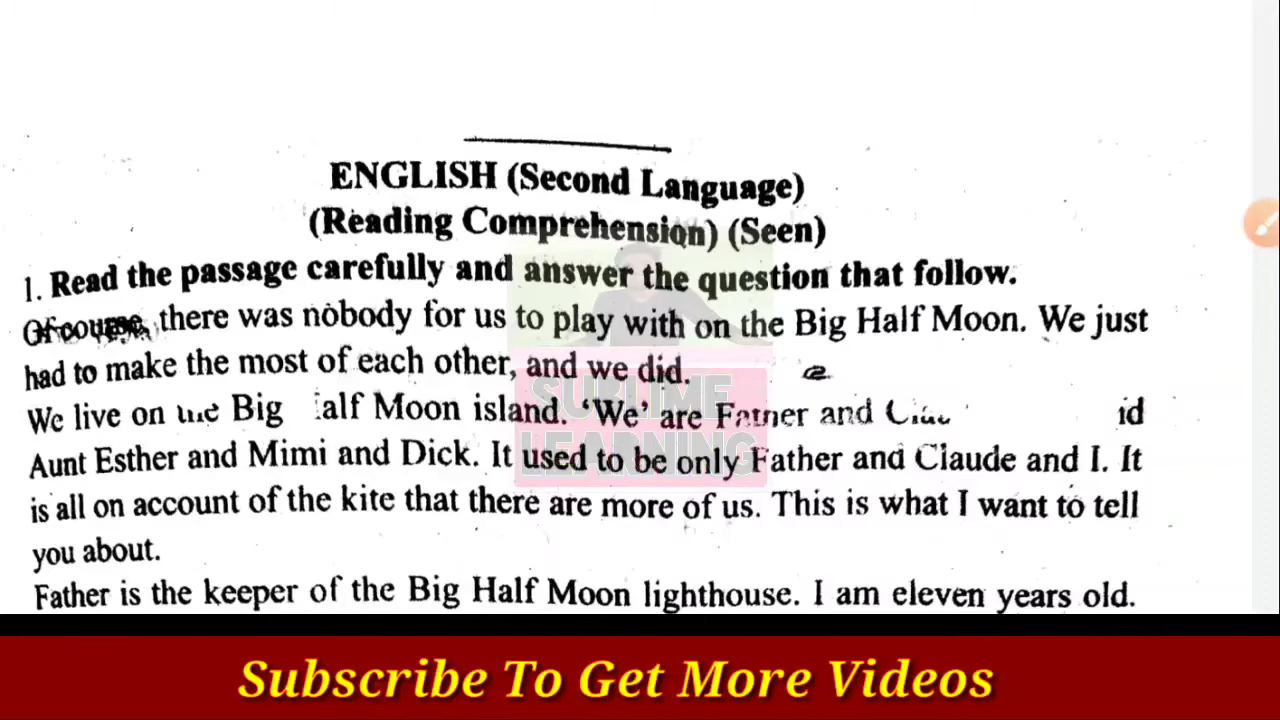 ENGLISH (Second Language)
(Reading Comprehension) (Seen)
1. Read the passage carefully and answer the question that follow.
Of course, there was nobody for us to play with on the Big Half Moon. We just
had to make the most of each other, and we did.
We live on the Big alf Moon island. ‘We’ are Father and id
Aunt Esther and Mimi and Dick. It used to be only Father and Claude and I. It
is all on account of the kite that there are more of us. This is what I want to tell
you about.
Father is the keeper of the Big Half Moon lighthouse. I am eleven years old.
SUBLIME
LEARNING
Subscribe To Get More Videos